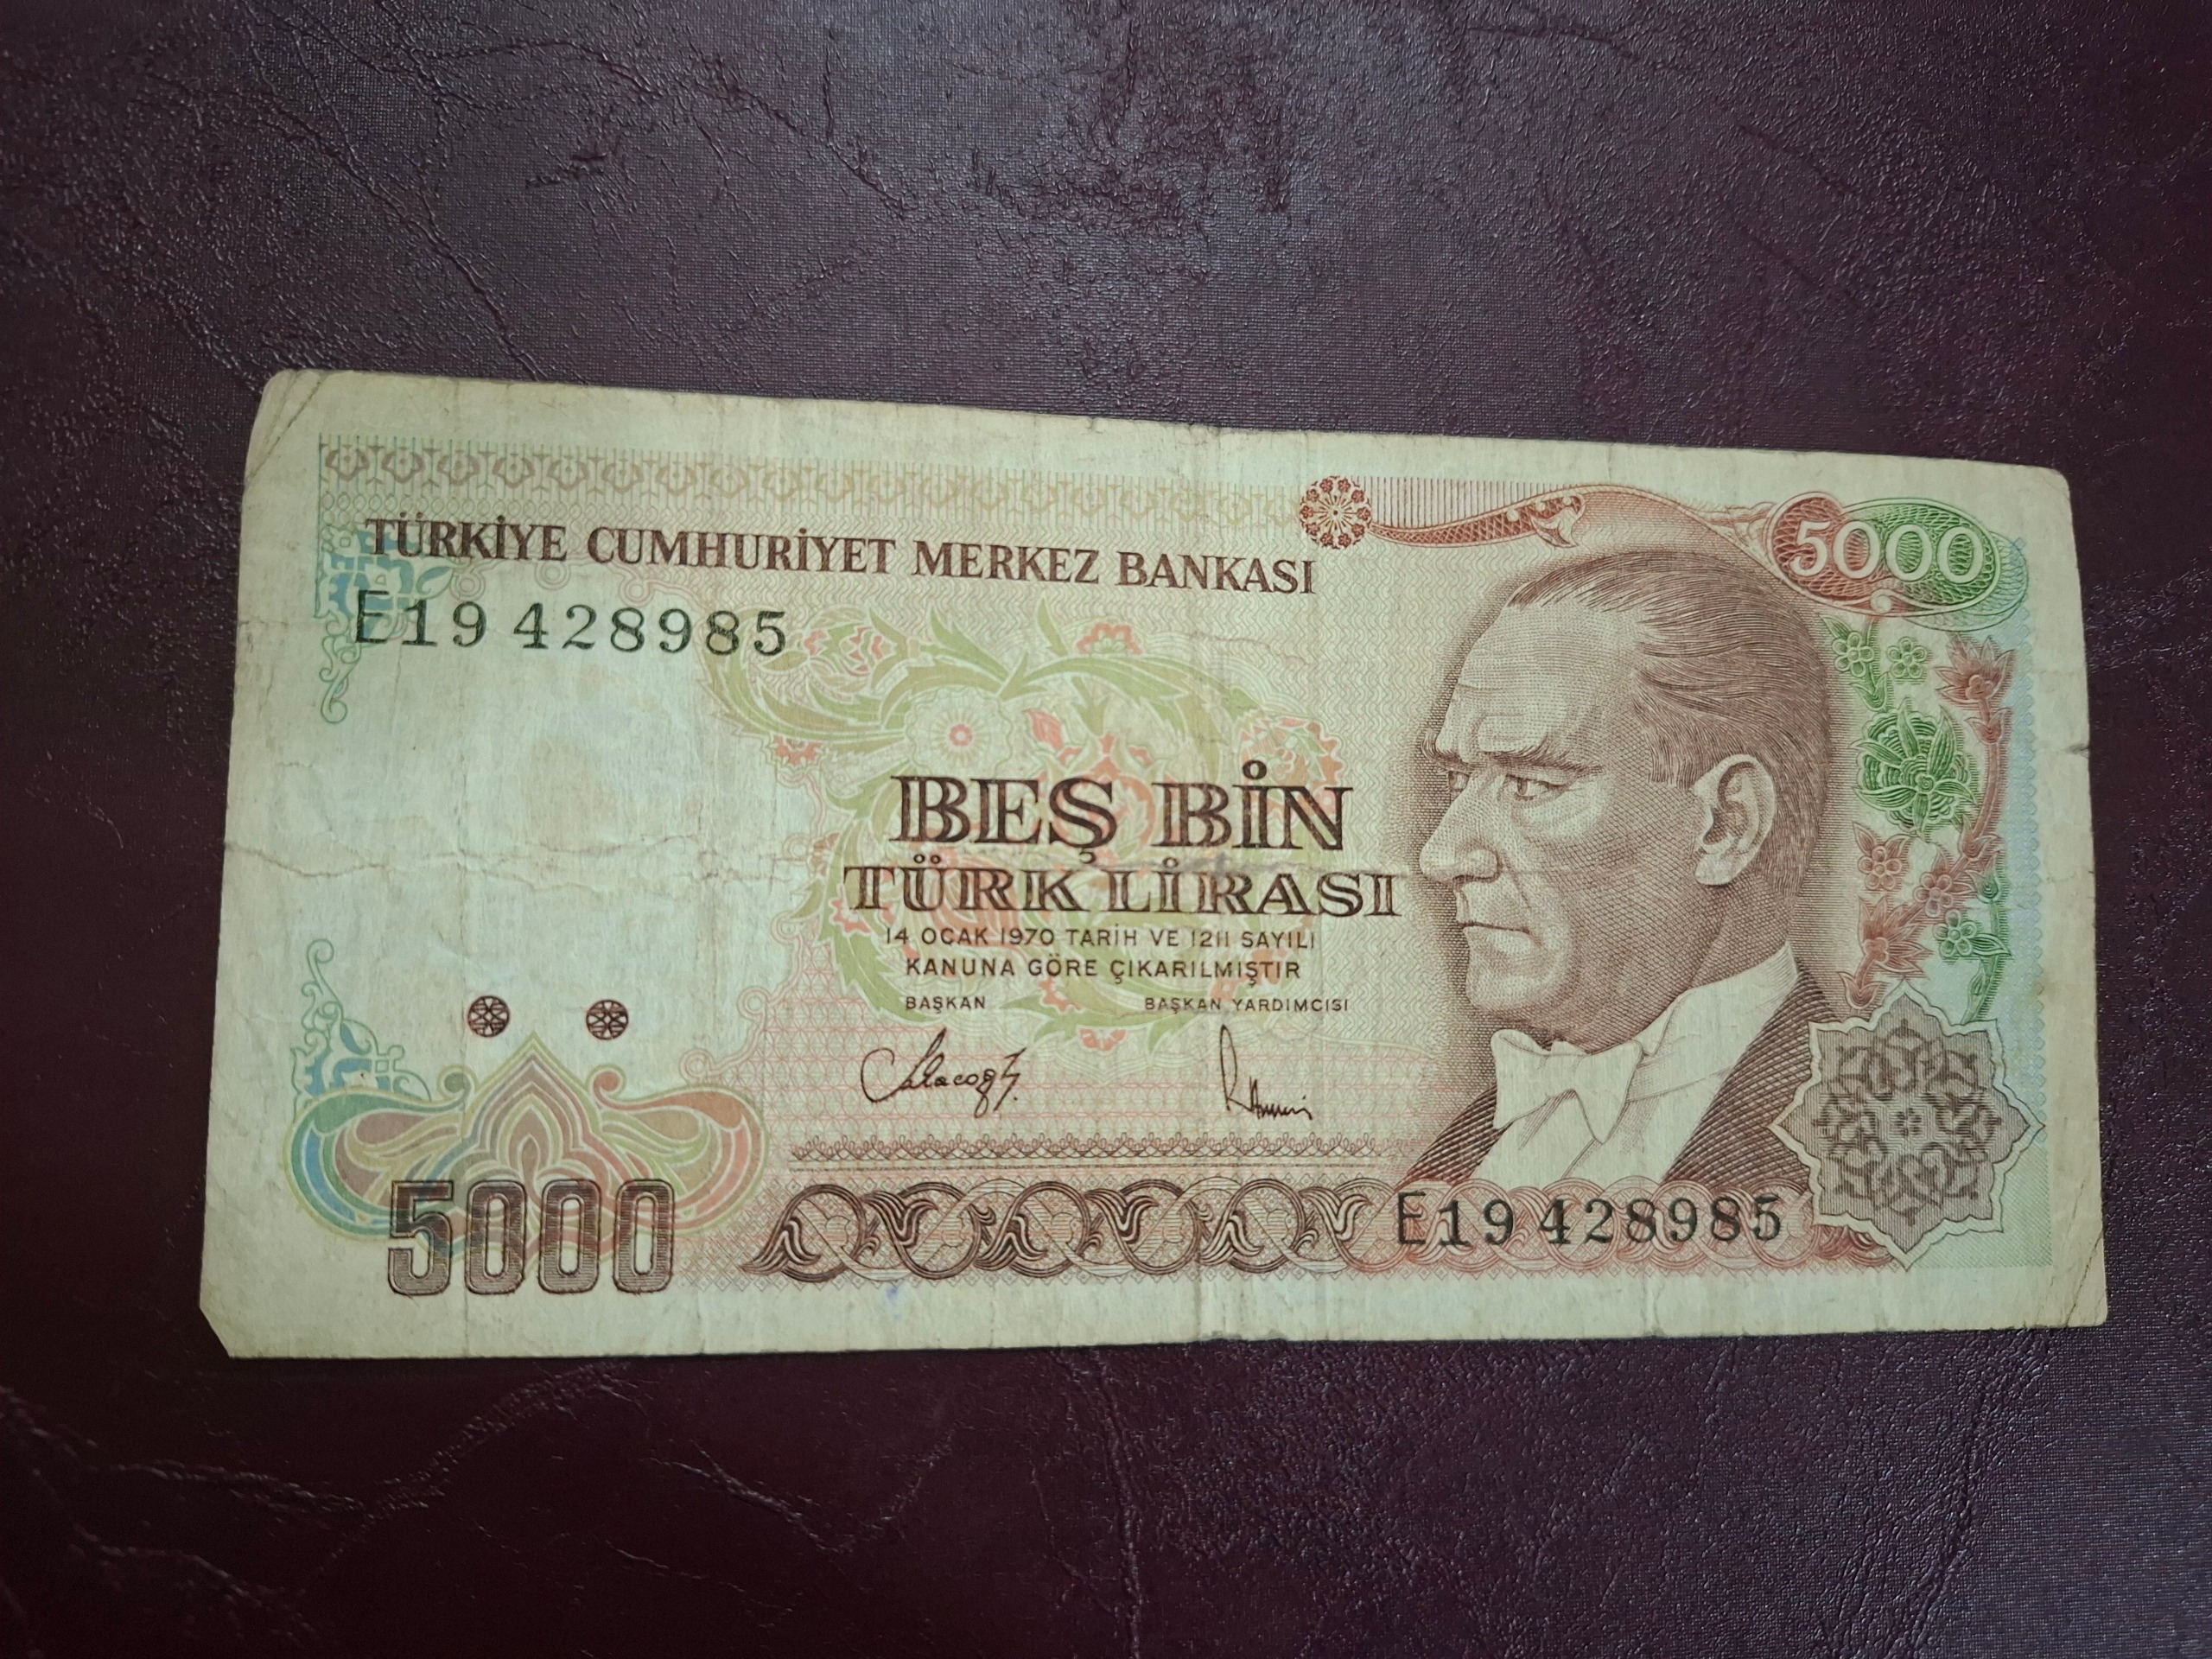 TÜRKİYE CUMHURİYET MERKEZ BANKASI
5000
E19 428985
BEŞ BİN
TÜRK LİRASI
14 OCAK 1970 TARİH VE 1211 SAYILI
KANUNA GÖRE ÇIKARILMIŞTIR
BAŞKAN BAŞKAN YARDIMCISI
5000
E19 428985